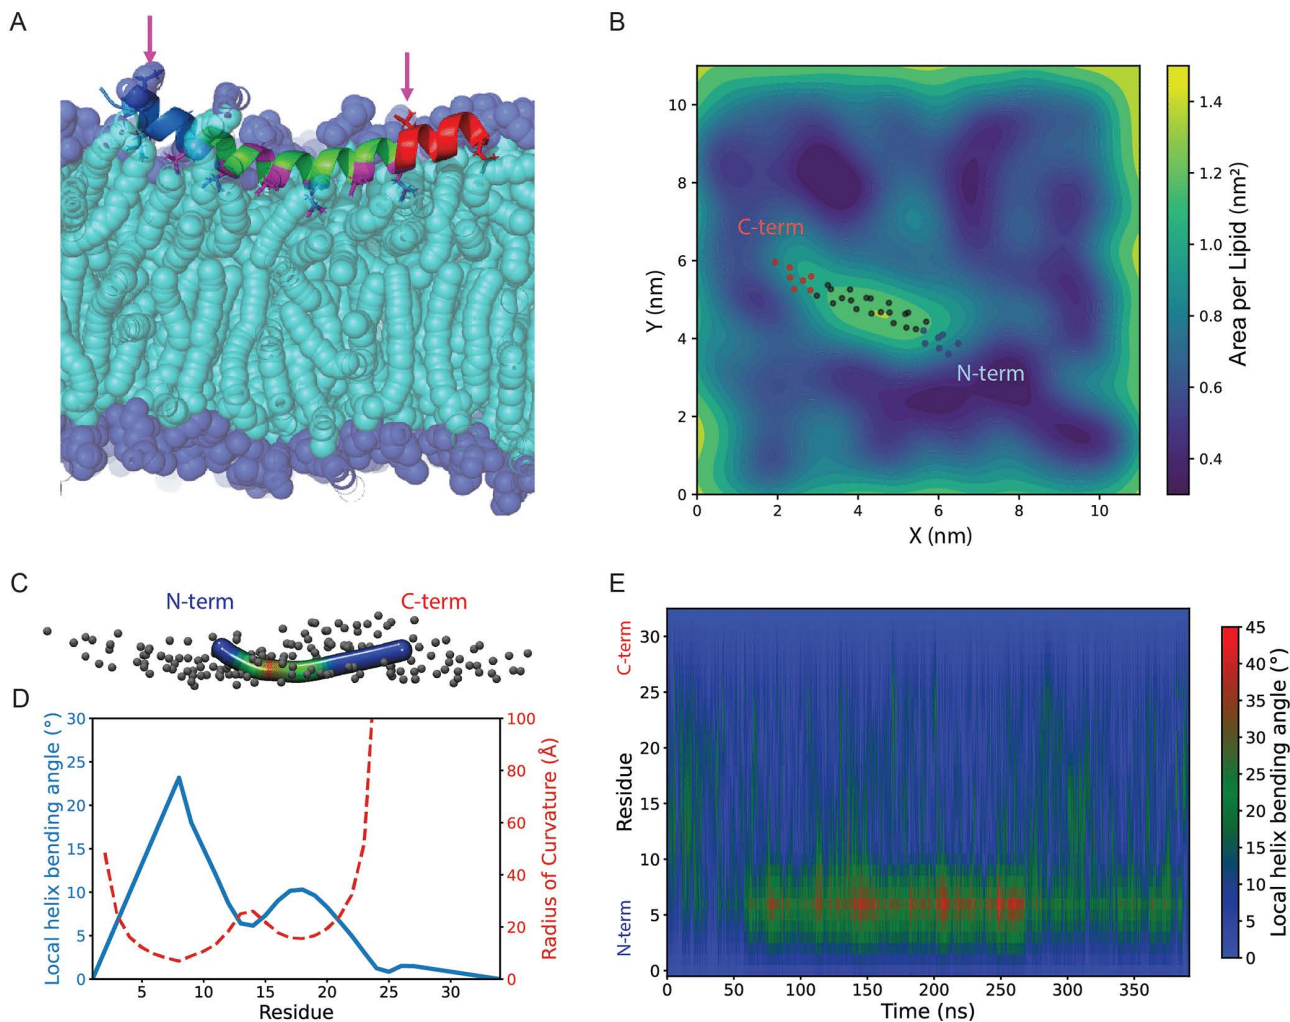 A
B
10
8
6
4
2
0
Y (nm)
0 2 4 6 8 10
X (nm)
C-term
N-term
1.4
1.2
1.0
0.8
0.6
0.4
Area per Lipid (nm²)
C
N-term
C-term
D
30
25
20
15
10
5
0
Local helix bending angle (°)
100
80
60
40
20
0
Radius of Curvature (Å)
5 10 15 20 25 30
Residue
E
C-term
Residue
N-term
30
25
20
15
10
5
0
0 50 100 150 200 250 300 350
Time (ns)
45
40
35
30
25
20
15
10
5
0
Local helix bending angle (°)